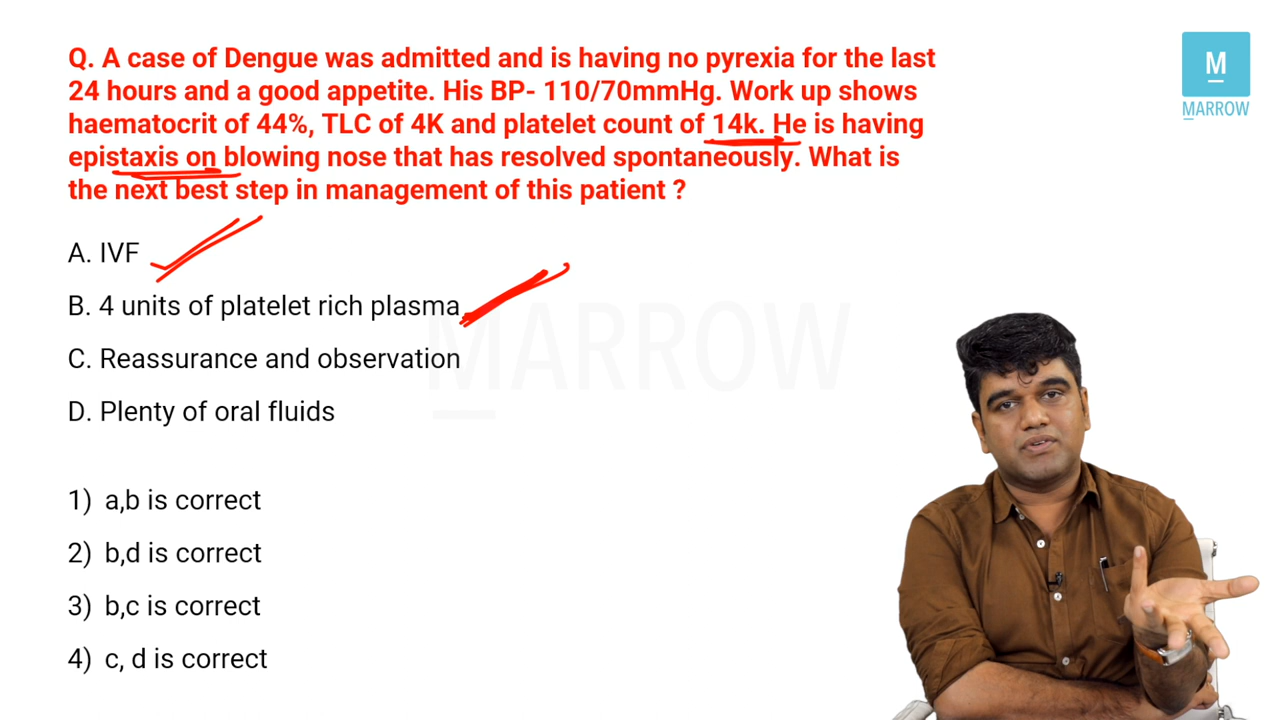 Q. A case of Dengue was admitted and is having no pyrexia for the last
24 hours and a good appetite. His BP- 110/70mmHg. Work up shows
haematocrit of 44%, TLC of 4K and platelet count of 14k. He is having
epistaxis on blowing nose that has resolved spontaneously. What is
the next best step in management of this patient ?
M
MARROW
A. IVF
B. 4 units of platelet rich plasma
C. Reassurance and observation
D. Plenty of oral fluids
MARROW
1) a,b is correct
2) b,d is correct
3) b,c is correct
4) c, d is correct